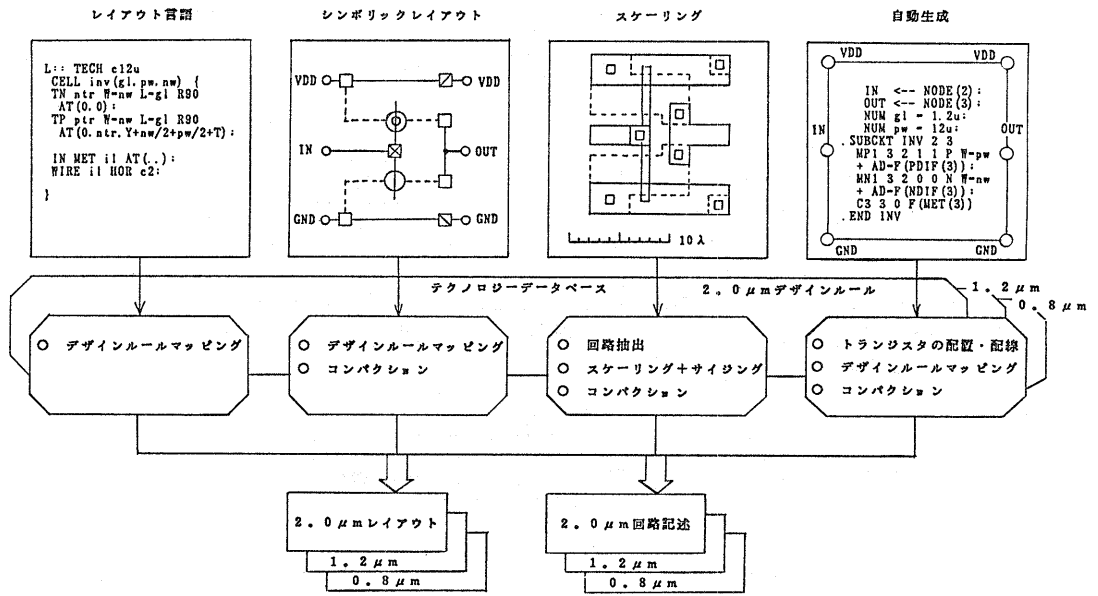 レイアウト言語
シンボリックレイアウト
スケーリング
自動生成
L:: TECH c12u
CELL inv(gl,pw,nw) {
TN ntr W=nw L=gl R90
AT(0,0);
TP ptr W=nw L=gl R90
AT(0,ntr.Y+nw/2+pw/2+T);
IN MET i1 AT(..);
WIRE i1 HOR c2;
}
VDD
VDD
IN
OUT
GND
GND
10λ
VDD
VDD
IN <-- NODE(2);
OUT <-- NODE(3);
NUM gl = 1.2u;
NUM pw = 12u;
IN
OUT
.SUBCKT INV 2 3
MP1 3 2 1 1 P W=pw
+ AD=F(PDIF(3));
MN1 3 2 0 0 N W=nw
+ AD=F(NDIF(3));
C3 3 0 F(MET(3))
.END INV
GND
GND
テクノロジーデータベース
2.0μmデザインルール
1.2μm
0.8μm
デザインルールマッピング
デザインルールマッピング
コンパクション
回路抽出
スケーリング+サイジング
コンパクション
トランジスタの配置・配線
デザインルールマッピング
コンパクション
2.0μmレイアウト
1.2μm
0.8μm
2.0μm回路記述
1.2μm
0.8μm